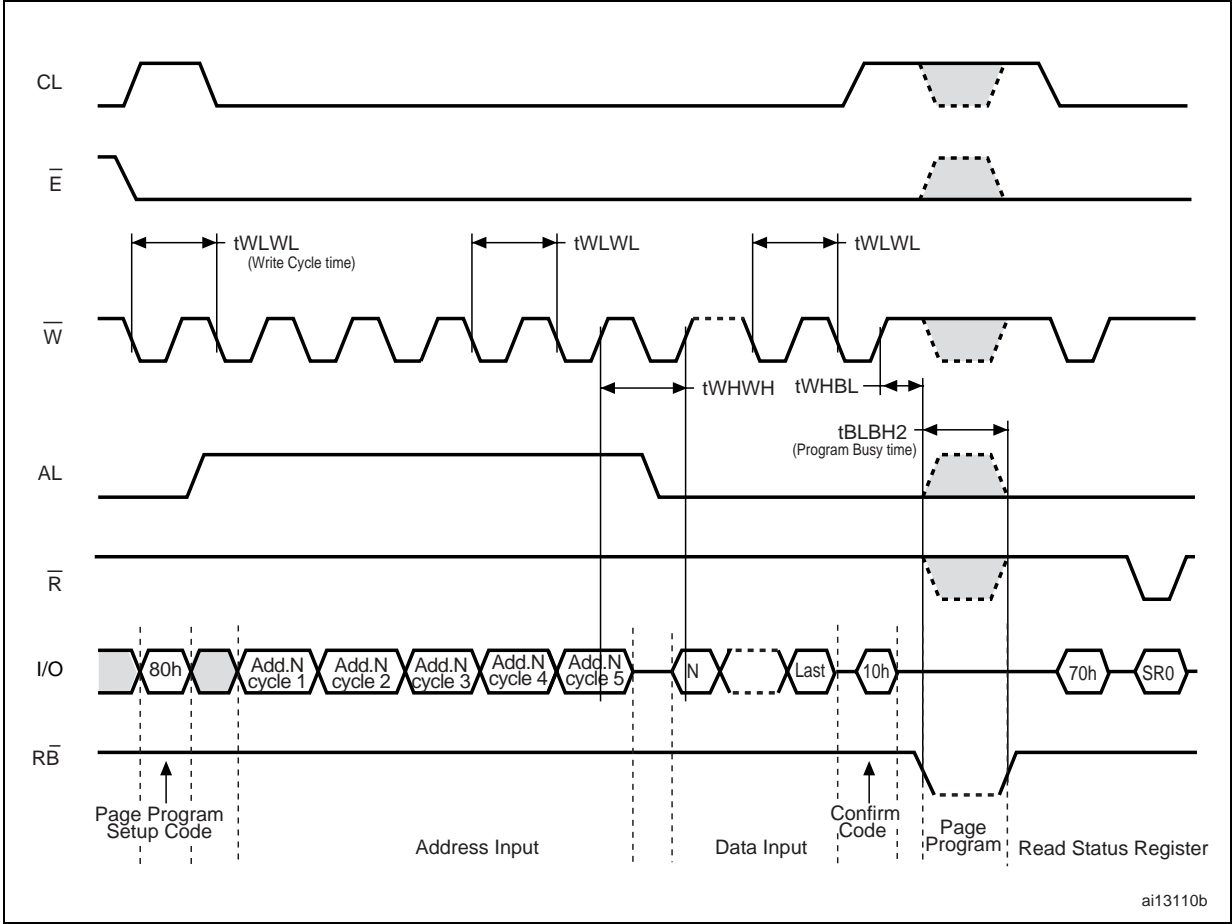 CL
E̅
tWLWL
(Write Cycle time)
tWLWL
tWLWL
W̅
tWHWH
tWHBL
tBLBH2
(Program Busy time)
AL
R̅
I/O
80h
Add.N
cycle 1
Add.N
cycle 2
Add.N
cycle 3
Add.N
cycle 4
Add.N
cycle 5
N
Last
10h
70h
SR0
RB̅
Page Program
Setup Code
Address Input
Data Input
Confirm
Code
Page
Program
Read Status Register
ai13110b